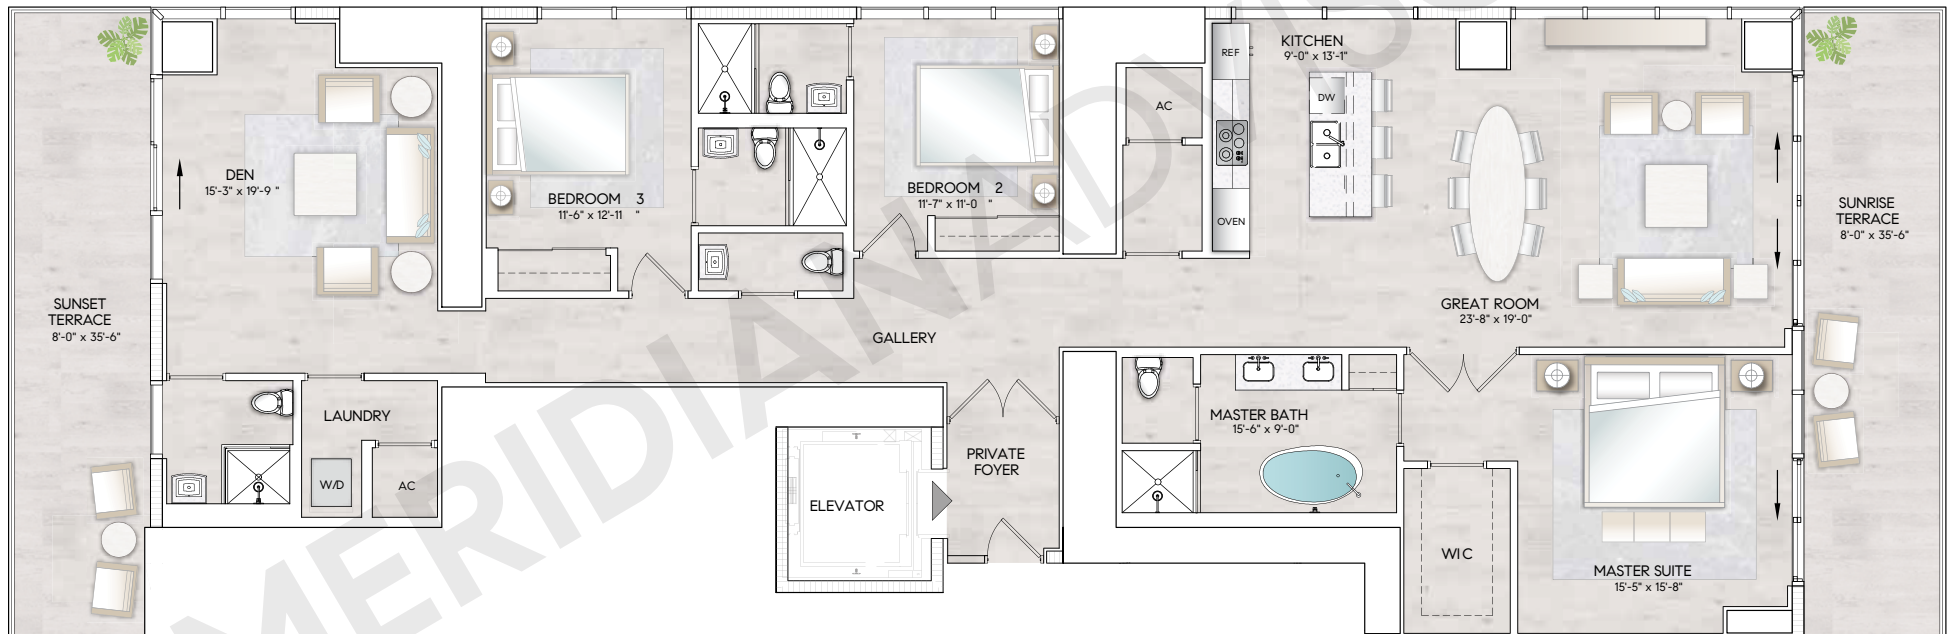 SUNSET
TERRACE
8'-0" x 35'-6"
DEN
15'-3" x 19'-9 "
BEDROOM 3
11'-6" x 12'-11 "
BEDROOM 2
11'-7" x 11'-0 "
AC
REF
OVEN
KITCHEN
9'-0" x 13'-1"
DW
GREAT ROOM
23'-8" x 19'-0"
SUNRISE
TERRACE
8'-0" x 35'-6"
GALLERY
LAUNDRY
W/D
AC
ELEVATOR
PRIVATE
FOYER
MASTER BATH
15'-6" x 9'-0"
WIC
MASTER SUITE
15'-5" x 15'-8"